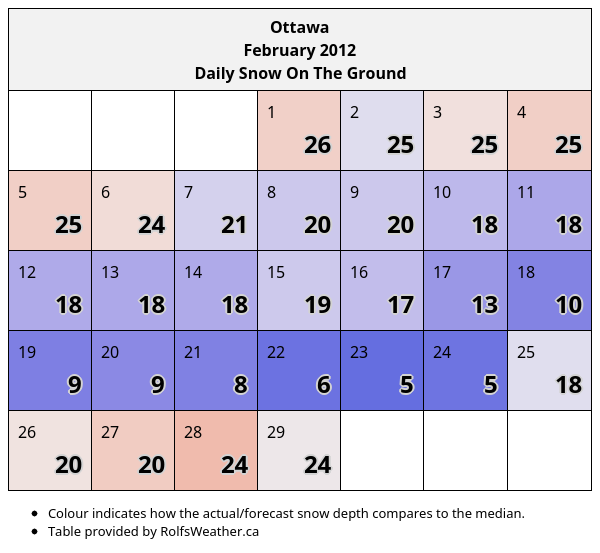 Ottawa
February 2012
Daily Snow On The Ground
1 2 3 4
26 25 25 25
5 6 7 8 9 10 11
25 24 21 20 20 18 18
12 13 14 15 16 17 18
18 18 18 19 17 13 10
19 20 21 22 23 24 25
9 9 8 6 5 5 18
26 27 28 29
20 20 24 24
• Colour indicates how the actual/forecast snow depth compares to the median.
• Table provided by RolfsWeather.ca